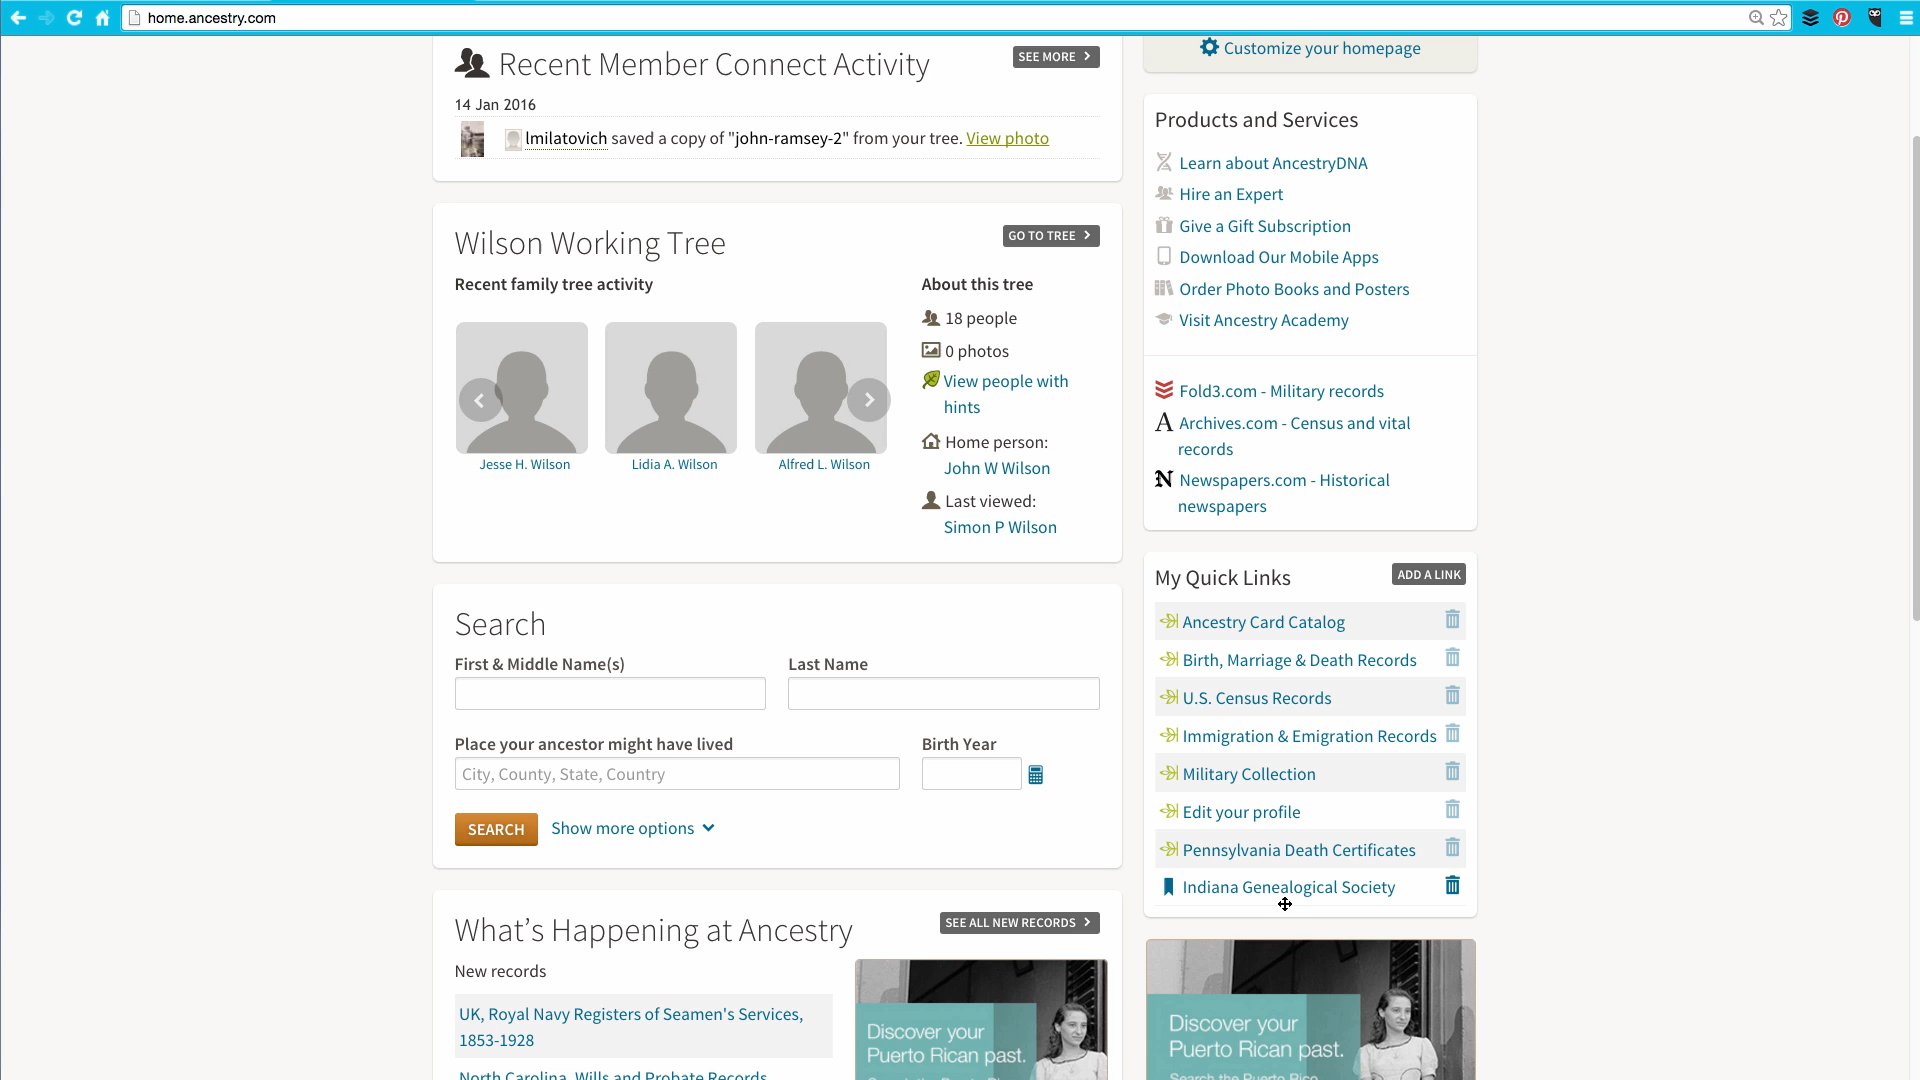 home.ancestry.com
Recent Member Connect Activity
SEE MORE
14 Jan 2016
lmilatovich saved a copy of "john-ramsey-2" from your tree. View photo
Wilson Working Tree
GO TO TREE
Recent family tree activity
Jesse H. Wilson
Lidia A. Wilson
Alfred L. Wilson
About this tree
18 people
0 photos
View people with
hints
Home person:
John W Wilson
Last viewed:
Simon P Wilson
Search
First & Middle Name(s)
Last Name
Place your ancestor might have lived
City, County, State, Country
Birth Year
SEARCH
Show more options
What's Happening at Ancestry
SEE ALL NEW RECORDS
New records
UK, Royal Navy Registers of Seamen's Services,
1853-1928
North Carolina, Wills and Probate Records
Discover your
Puerto Rican past.
Customize your homepage
Products and Services
Learn about AncestryDNA
Hire an Expert
Give a Gift Subscription
Download Our Mobile Apps
Order Photo Books and Posters
Visit Ancestry Academy
Fold3.com - Military records
A Archives.com - Census and vital
records
N Newspapers.com - Historical
newspapers
My Quick Links
ADD A LINK
Ancestry Card Catalog
Birth, Marriage & Death Records
U.S. Census Records
Immigration & Emigration Records
Military Collection
Edit your profile
Pennsylvania Death Certificates
Indiana Genealogical Society
Discover your
Puerto Rican past.
Search the Puerto Rico